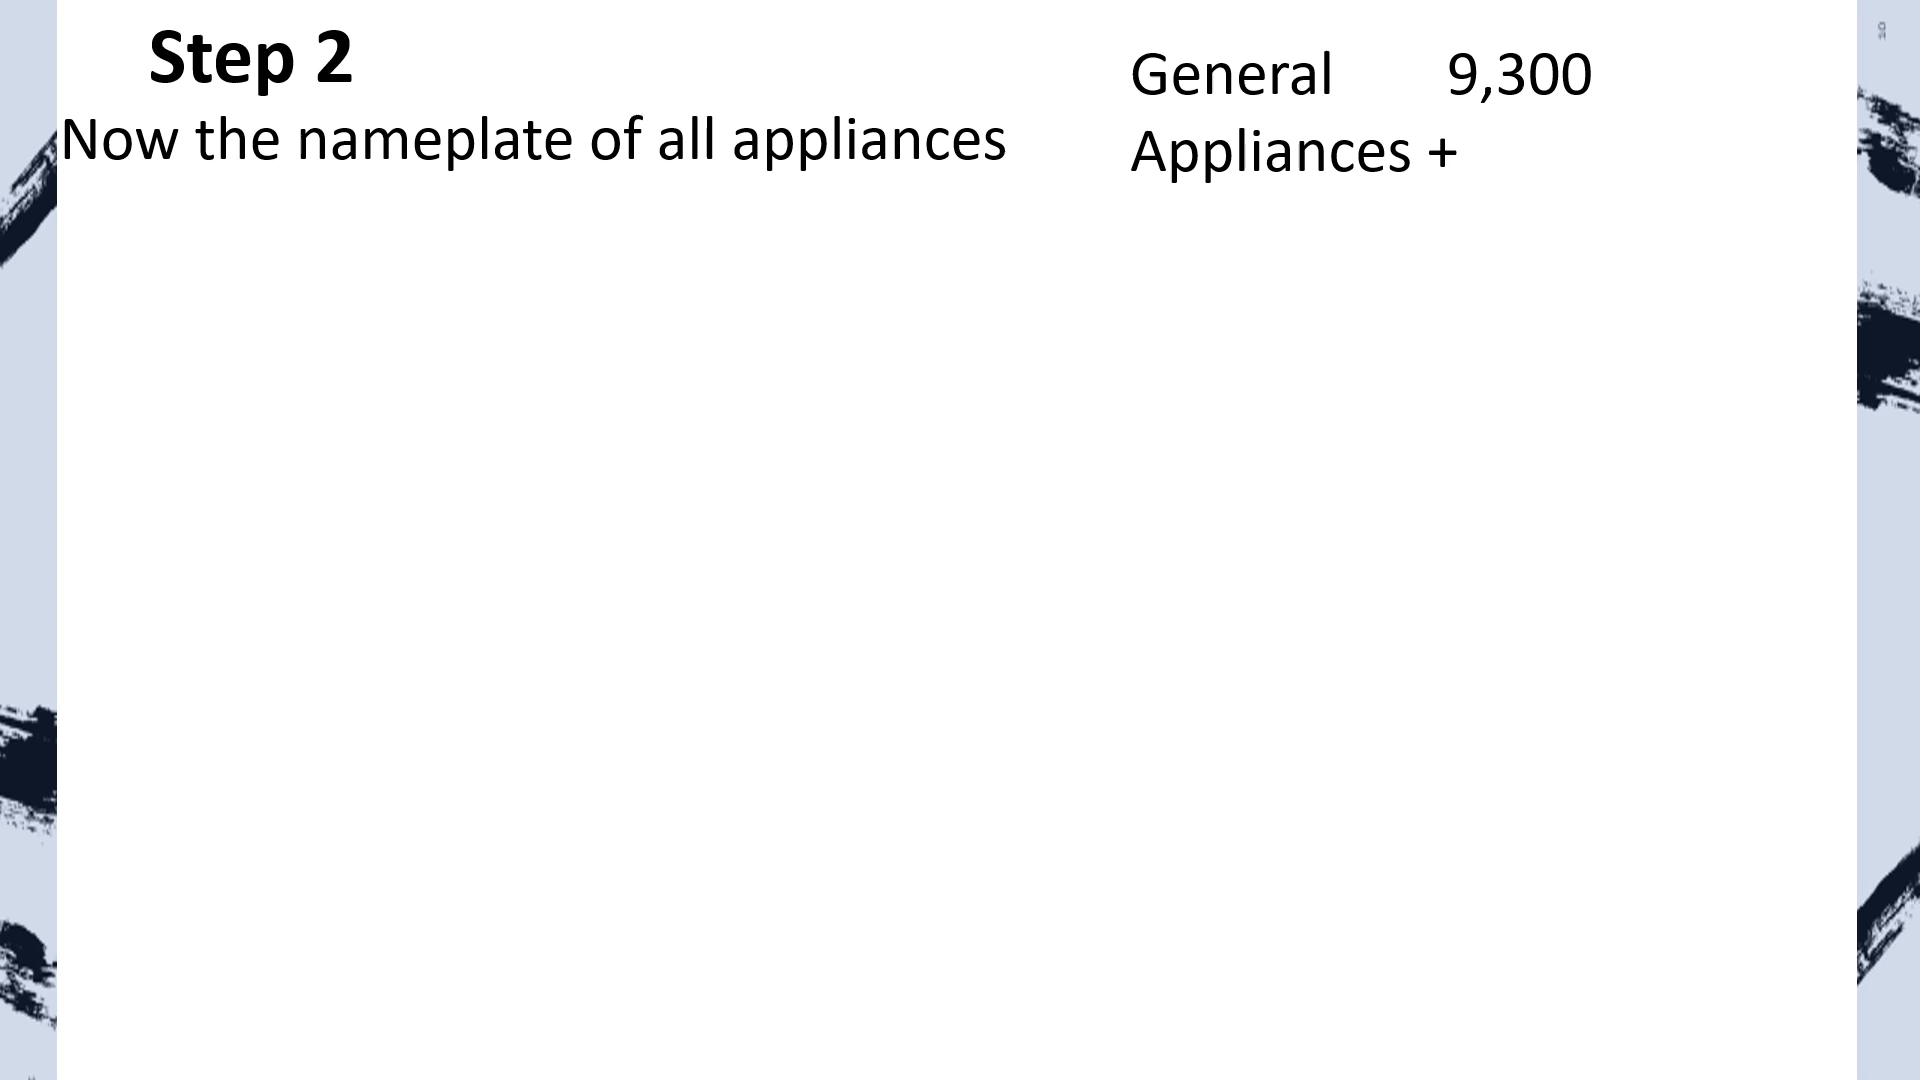 Step 2
Now the nameplate of all appliances
General 9,300
Appliances +